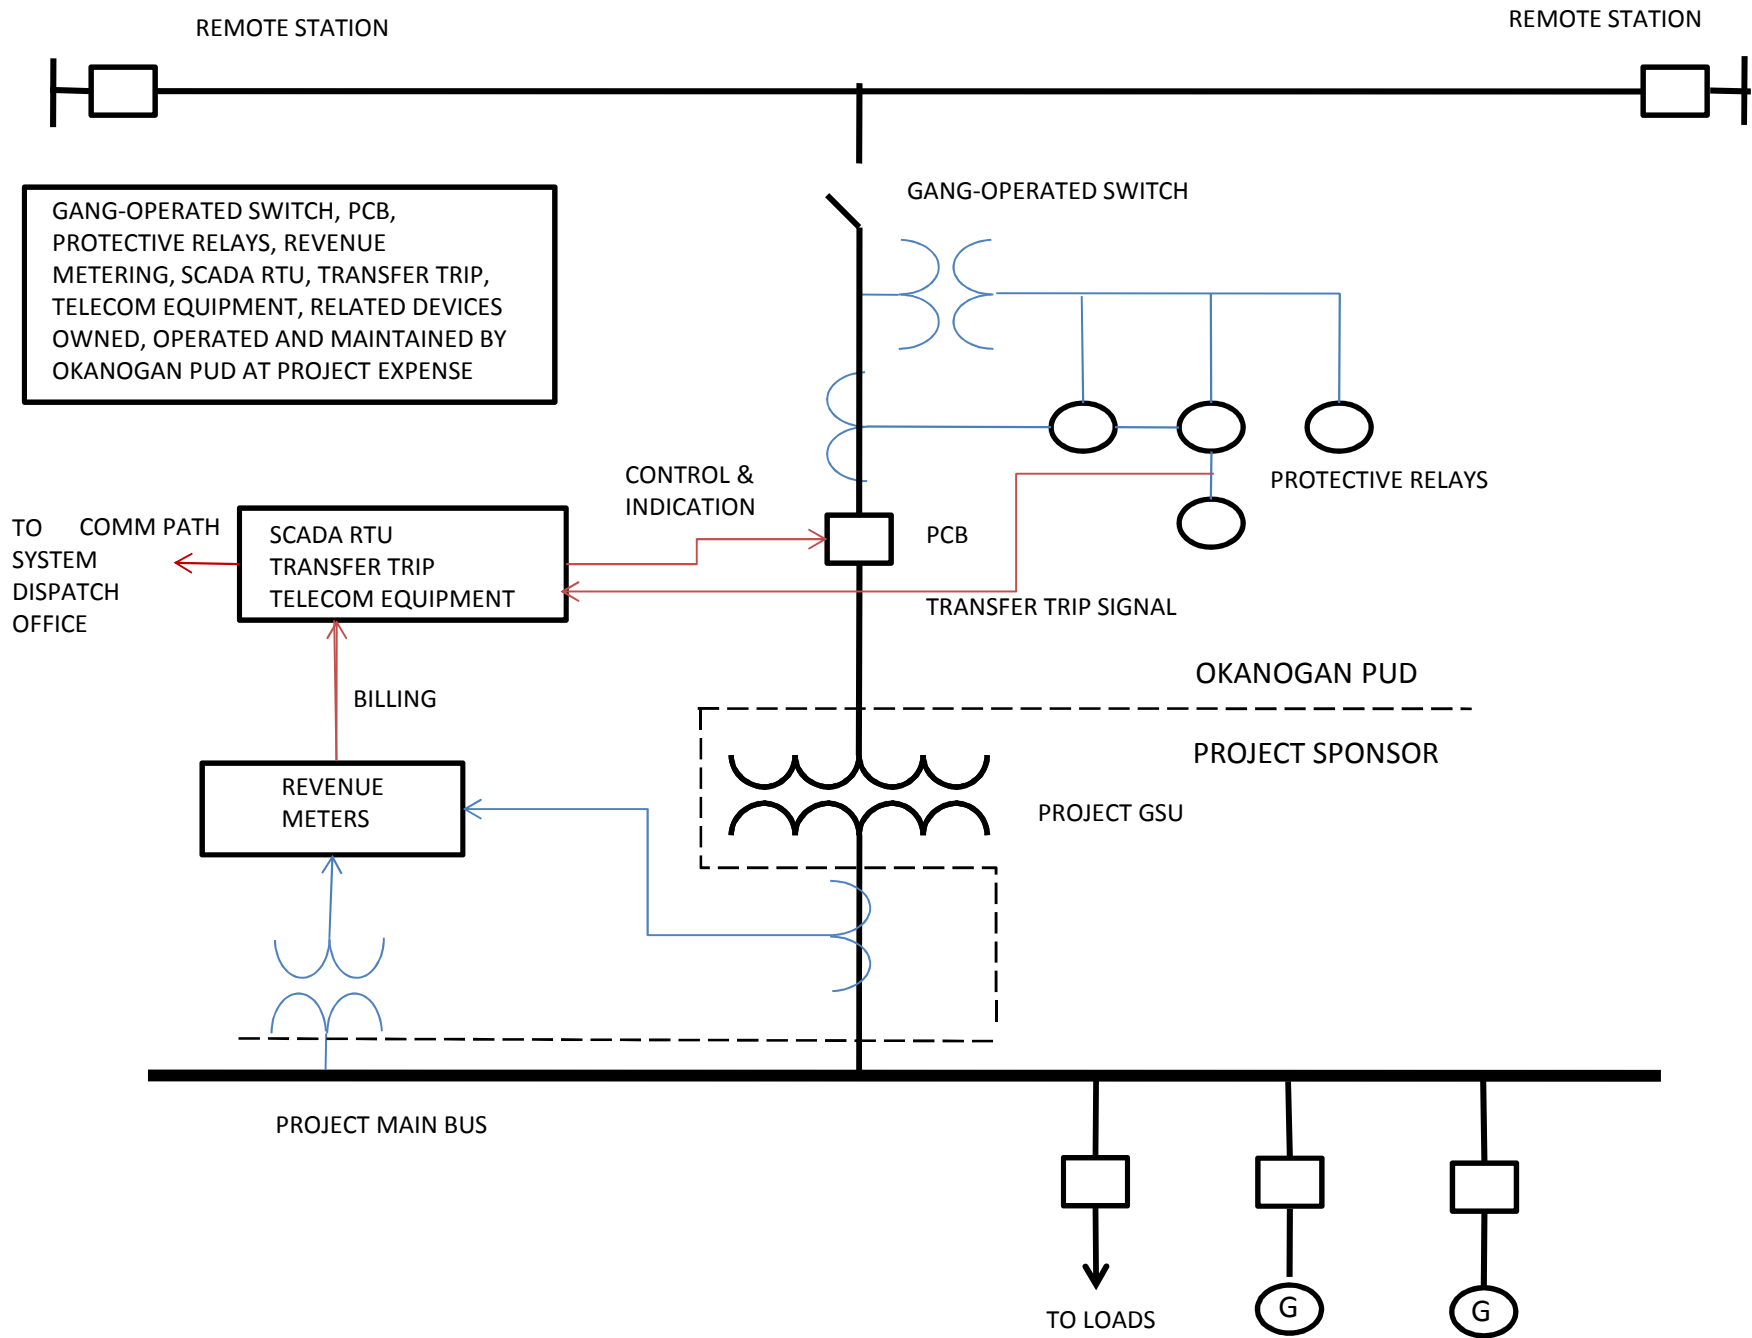 REMOTE STATION
REMOTE STATION
GANG-OPERATED SWITCH
GANG-OPERATED SWITCH, PCB,
PROTECTIVE RELAYS, REVENUE
METERING, SCADA RTU, TRANSFER TRIP,
TELECOM EQUIPMENT, RELATED DEVICES
OWNED, OPERATED AND MAINTAINED BY
OKANOGAN PUD AT PROJECT EXPENSE
CONTROL &
INDICATION
PROTECTIVE RELAYS
TO COMM PATH
SYSTEM
DISPATCH
OFFICE
SCADA RTU
TRANSFER TRIP
TELECOM EQUIPMENT
PCB
TRANSFER TRIP SIGNAL
OKANOGAN PUD
BILLING
PROJECT SPONSOR
REVENUE
METERS
PROJECT GSU
PROJECT MAIN BUS
TO LOADS
G
G